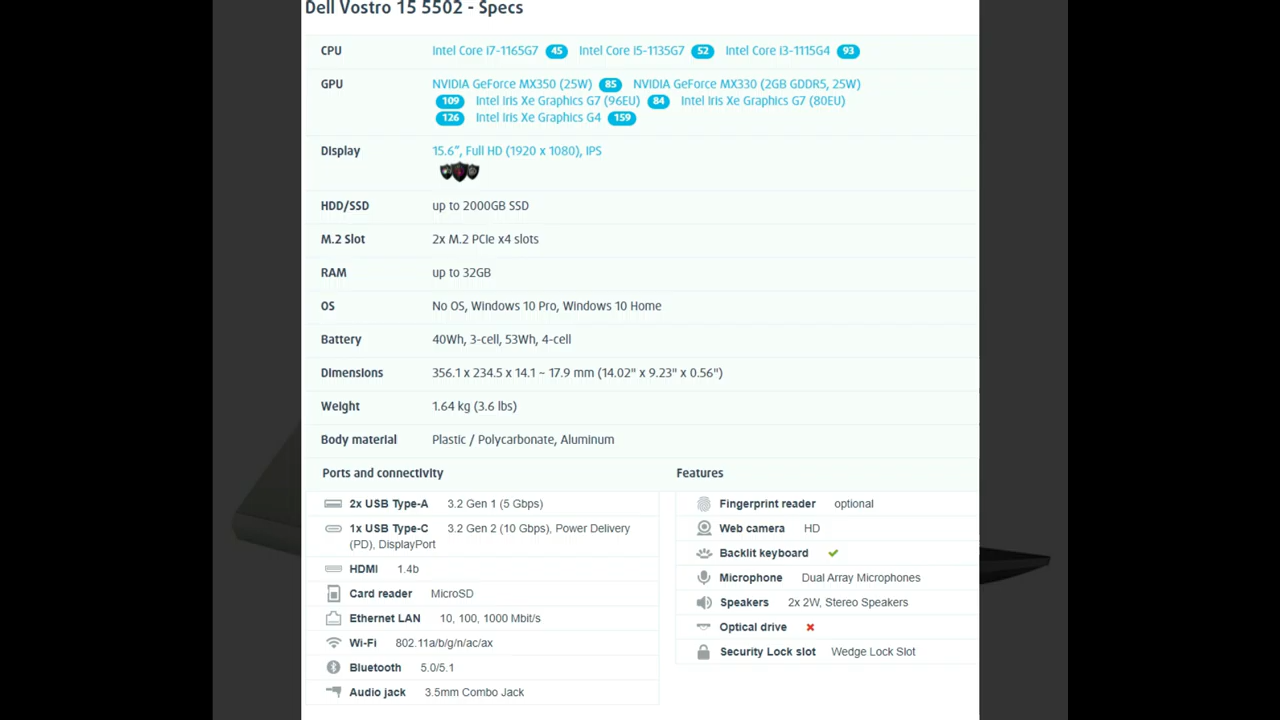 Dell Vostro 15 5502 - Specs
CPU Intel Core i7-1165G7 45 Intel Core i5-1135G7 52 Intel Core i3-1115G4 93
GPU NVIDIA GeForce MX350 (25W) 85 NVIDIA GeForce MX330 (2GB GDDR5, 25W)
109 Intel Iris Xe Graphics G7 (96EU) 84 Intel Iris Xe Graphics G7 (80EU)
126 Intel Iris Xe Graphics G4 159
Display 15.6”, Full HD (1920 x 1080), IPS
HDD/SSD up to 2000GB SSD
M.2 Slot 2x M.2 PCIe x4 slots
RAM up to 32GB
OS No OS, Windows 10 Pro, Windows 10 Home
Battery 40Wh, 3-cell, 53Wh, 4-cell
Dimensions 356.1 x 234.5 x 14.1 ~ 17.9 mm (14.02" x 9.23" x 0.56")
Weight 1.64 kg (3.6 lbs)
Body material Plastic / Polycarbonate, Aluminum
Ports and connectivity
2x USB Type-A 3.2 Gen 1 (5 Gbps)
1x USB Type-C 3.2 Gen 2 (10 Gbps), Power Delivery
(PD), DisplayPort
HDMI 1.4b
Card reader MicroSD
Ethernet LAN 10, 100, 1000 Mbit/s
Wi-Fi 802.11a/b/g/n/ac/ax
Bluetooth 5.0/5.1
Audio jack 3.5mm Combo Jack
Features
Fingerprint reader optional
Web camera HD
Backlit keyboard
Microphone Dual Array Microphones
Speakers 2x 2W, Stereo Speakers
Optical drive
Security Lock slot Wedge Lock Slot